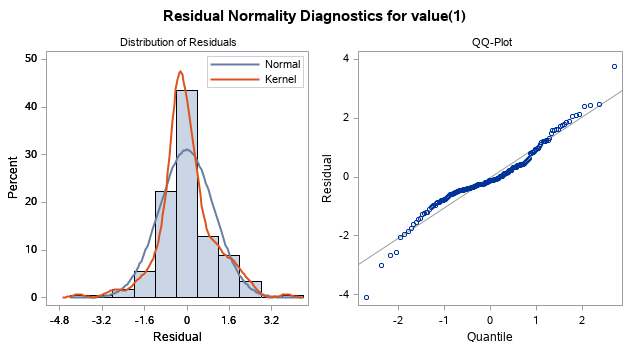 Residual Normality Diagnostics for value(1)
Distribution of Residuals
QQ-Plot
Normal
Kernel
Percent
50
40
30
20
10
0
-4.8 -3.2 -1.6 0 1.6 3.2
Residual
Residual
4
2
0
-2
-4
-2 -1 0 1 2
Quantile